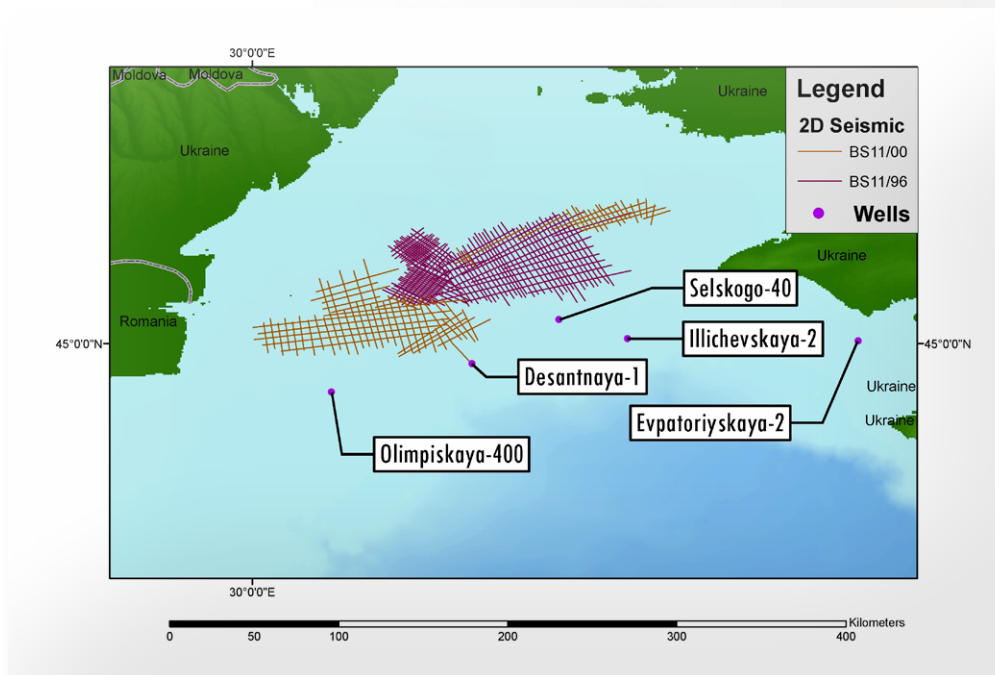 30°0'0"E
Moldova
Moldova
Ukraine
Ukraine
Legend
2D Seismic
BS11/00
BS11/96
Wells
Ukraine
Romania
45°0'0"N
45°0'0"N
Selskogo-40
Illichevskaya-2
Desantnaya-1
Ukraine
Evpatoriyskaya-2
Ukraine
Olimpiskaya-400
30°0'0"E
Kilometers
0 50 100 200 300 400